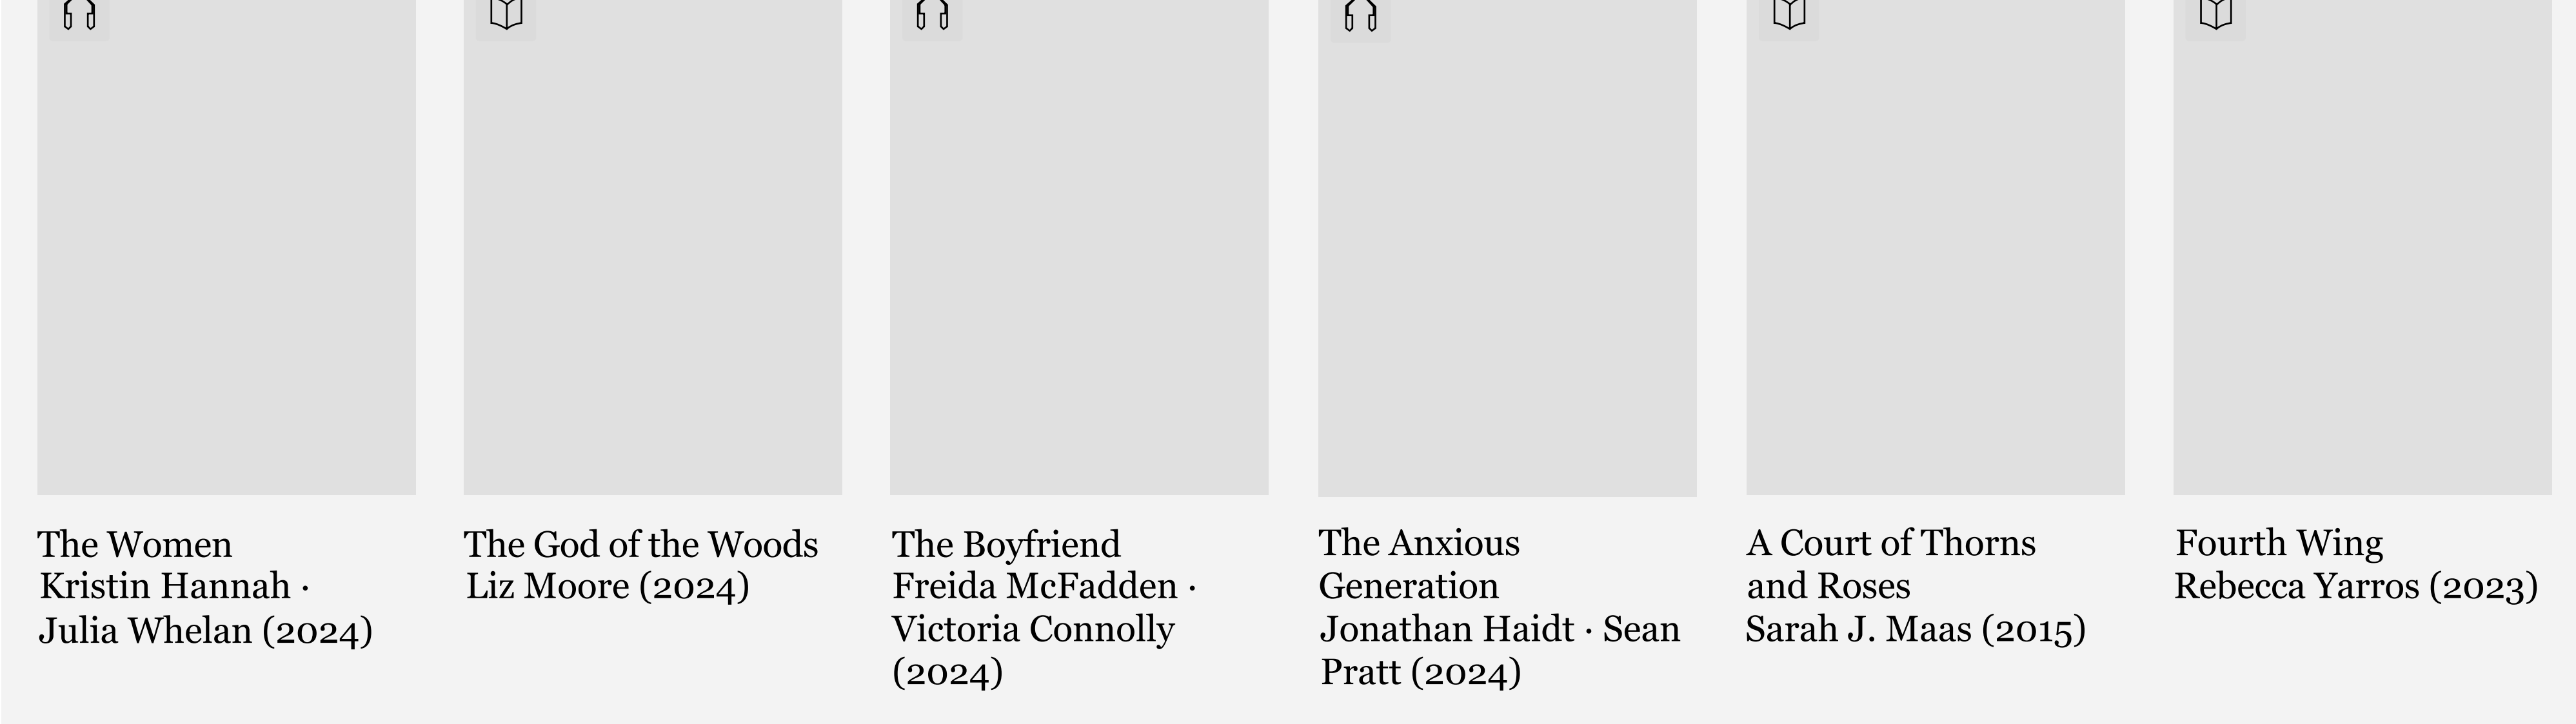 The Women
Kristin Hannah ·
Julia Whelan (2024)
The God of the Woods
Liz Moore (2024)
The Boyfriend
Freida McFadden ·
Victoria Connolly
(2024)
The Anxious
Generation
Jonathan Haidt · Sean
Pratt (2024)
A Court of Thorns
and Roses
Sarah J. Maas (2015)
Fourth Wing
Rebecca Yarros (2023)